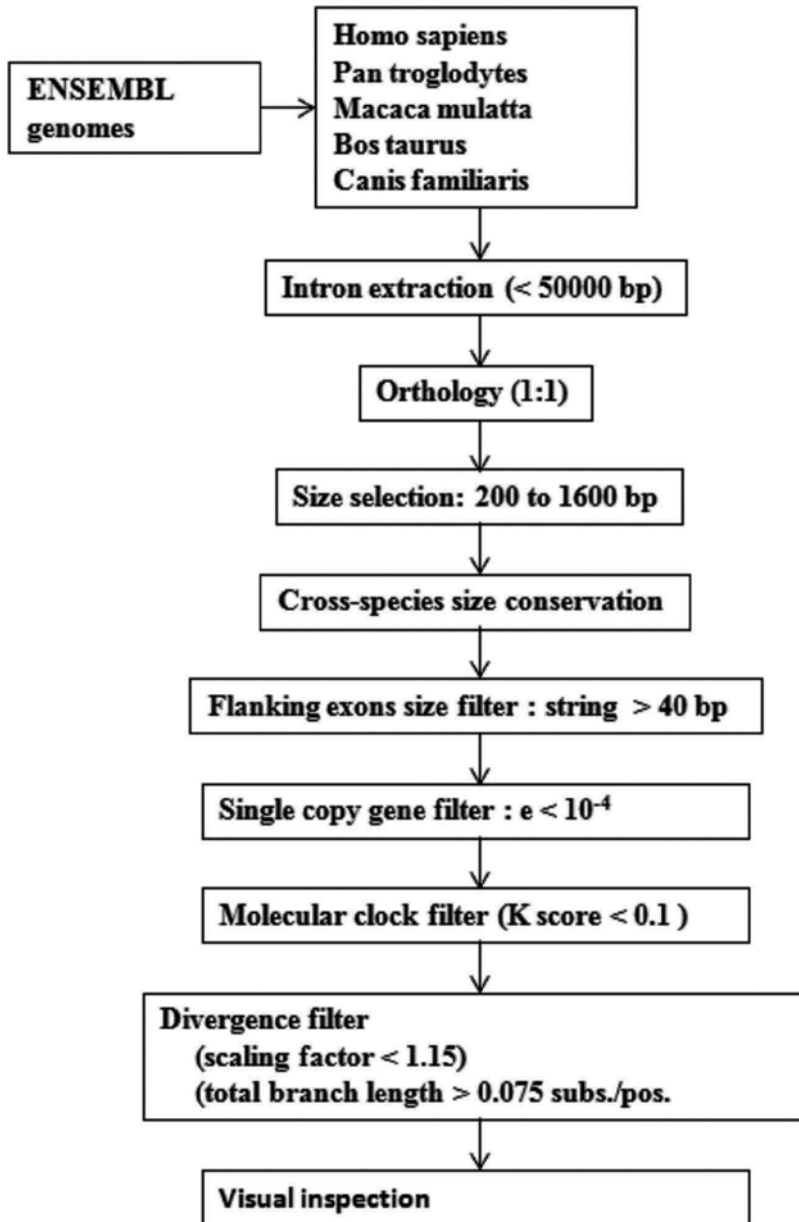 ENSEMBL
genomes
Homo sapiens
Pan troglodytes
Macaca mulatta
Bos taurus
Canis familiaris
Intron extraction (< 50000 bp)
Orthology (1:1)
Size selection: 200 to 1600 bp
Cross-species size conservation
Flanking exons size filter : string > 40 bp
Single copy gene filter : e < 10⁻⁴
Molecular clock filter (K score < 0.1 )
Divergence filter
(scaling factor < 1.15)
(total branch length > 0.075 subs./pos.
Visual inspection